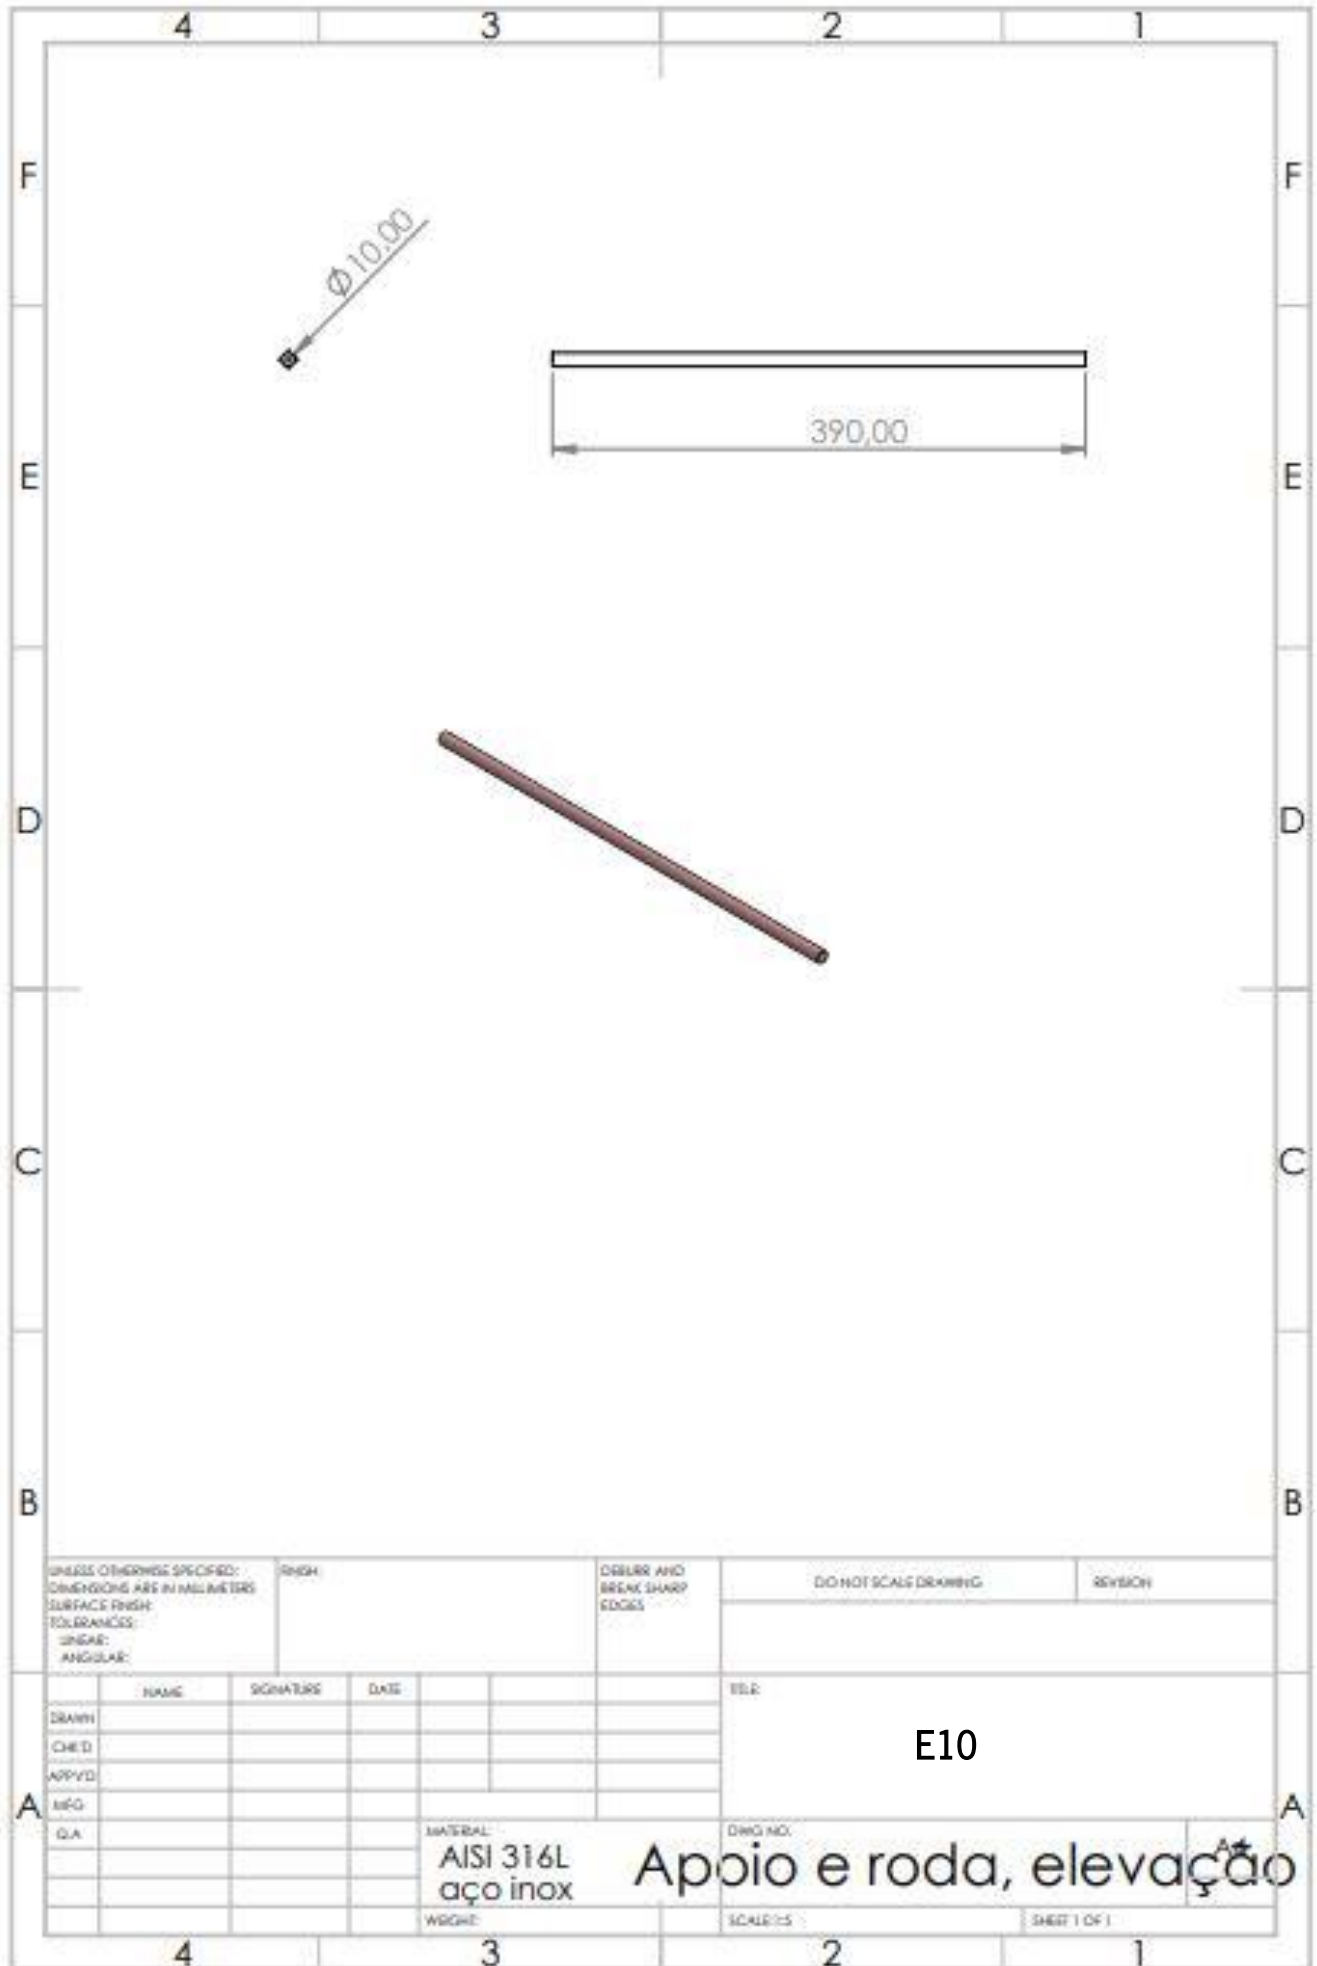 4 3 2 1
F F
Ø10,00
390,00
E E
D D
C C
B B
UNLESS OTHERWISE SPECIFIED:
DIMENSIONS ARE IN MILLIMETERS
SURFACE FINISH:
TOLERANCES:
LINEAR:
ANGULAR:
FINISH:
DEBURR AND
BREAK SHARP
EDGES
DO NOT SCALE DRAWING
REVISION
NAME SIGNATURE DATE
DRAWN
CHK'D
APPV'D
MFG
Q.A
TITLE:
E10
A A
MATERIAL:
AISI 316L
aço inox
DWG NO.
Apoio e roda, elevação
A4
WEIGHT:
SCALE:1:5
SHEET 1 OF 1
4 3 2 1